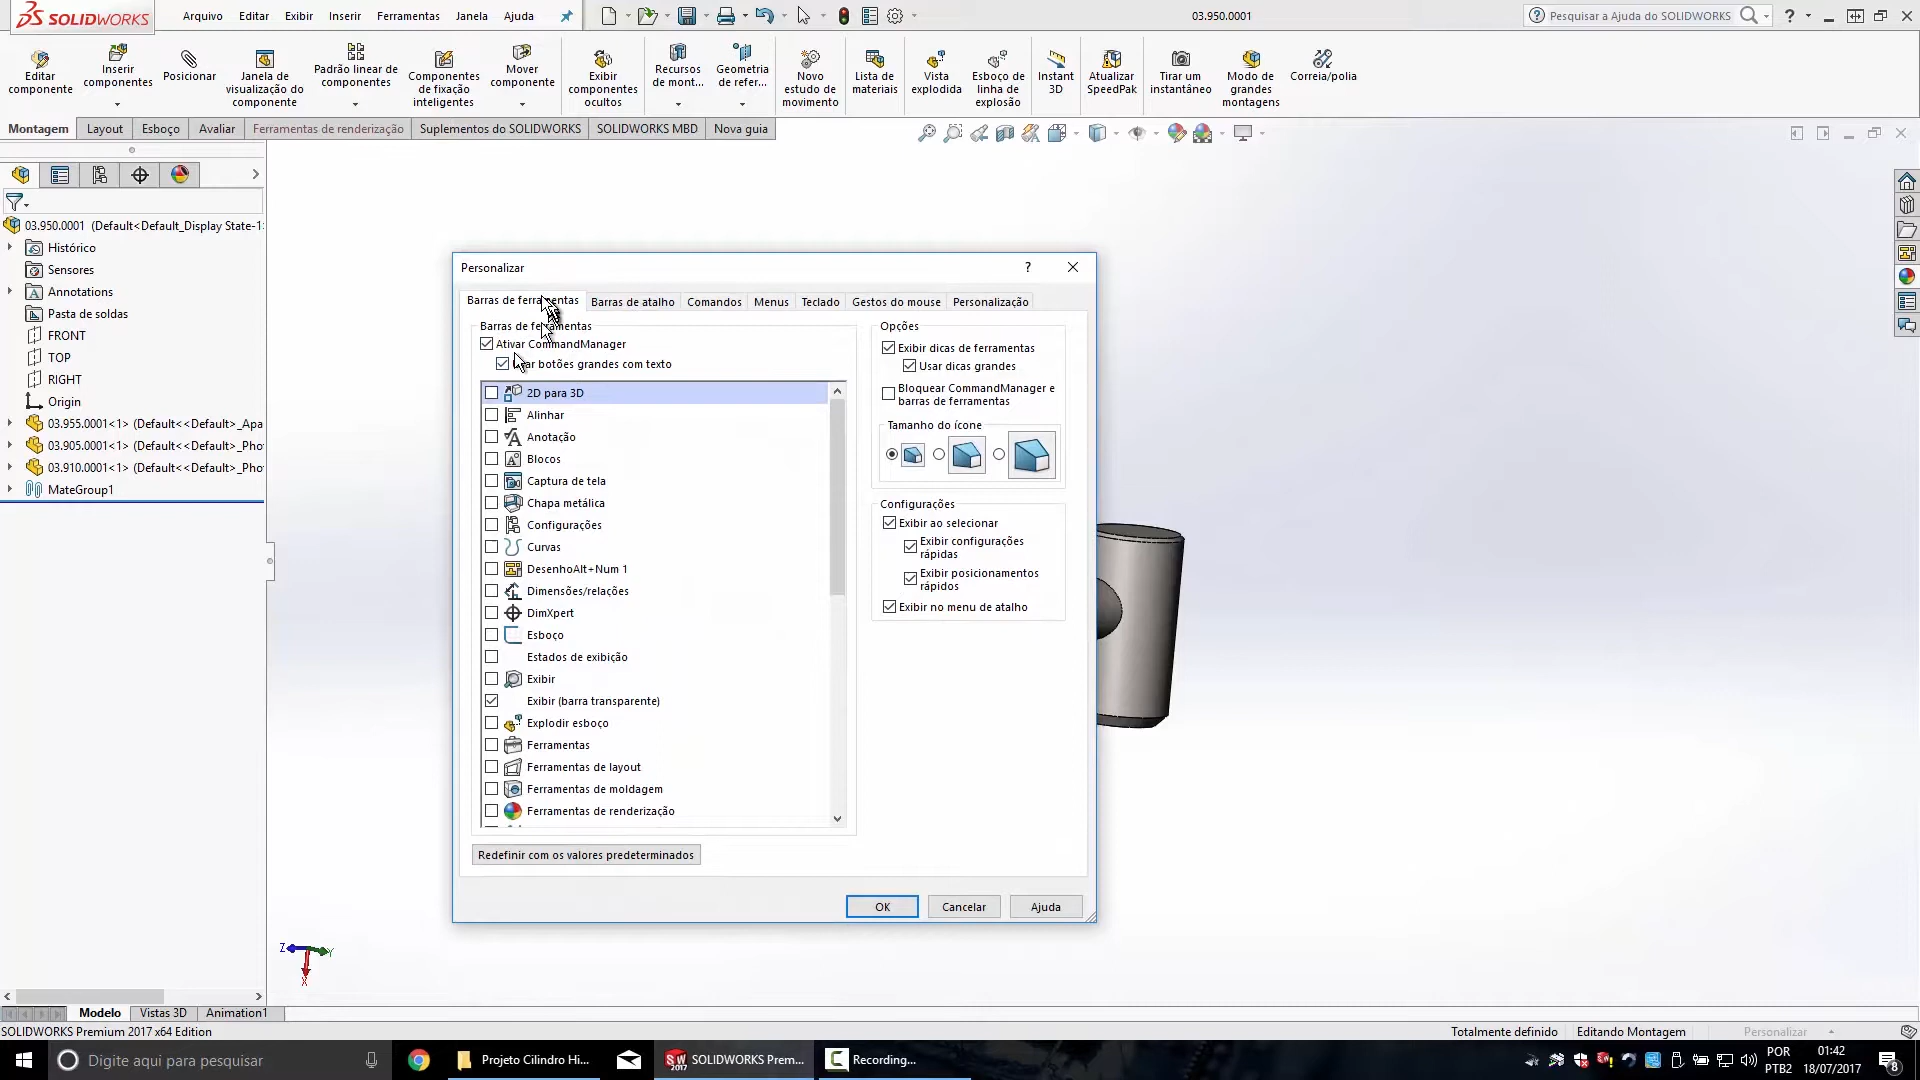 SOLIDWORKS
Arquivo Editar Exibir Inserir Ferramentas Janela Ajuda
03.950.0001
Pesquisar a Ajuda do SOLIDWORKS
Editar componente
Inserir componentes
Posicionar
Janela de visualização do componente
Padrão linear de componentes
Componentes de fixação inteligentes
Mover componente
Exibir componentes ocultos
Recursos de mont...
Geometria de refer...
Novo estudo de movimento
Lista de materiais
Vista explodida
Esboço de linha de explosão
Instant 3D
Atualizar SpeedPak
Tirar um instantâneo
Modo de grandes montagens
Correia/polia
Montagem Layout Esboço Avaliar Ferramentas de renderização Suplementos do SOLIDWORKS SOLIDWORKS MBD Nova guia
03.950.0001 (Default<Default_Display State-1>
Histórico
Sensores
Annotations
Pasta de soldas
FRONT
TOP
RIGHT
Origin
03.955.0001<1> (Default<<Default>_Apa
03.905.0001<1> (Default<<Default>_Pho
03.910.0001<1> (Default<<Default>_Pho
MateGroup1
Personalizar
Barras de ferramentas Barras de atalho Comandos Menus Teclado Gestos do mouse Personalização
Barras de ferramentas
Ativar CommandManager
Usar botões grandes com texto
2D para 3D
Alinhar
Anotação
Blocos
Captura de tela
Chapa metálica
Configurações
Curvas
DesenhoAlt+Num 1
Dimensões/relações
DimXpert
Esboço
Estados de exibição
Exibir
Exibir (barra transparente)
Explodir esboço
Ferramentas
Ferramentas de layout
Ferramentas de moldagem
Ferramentas de renderização
Redefinir com os valores predeterminados
Opções
Exibir dicas de ferramentas
Usar dicas grandes
Bloquear CommandManager e
barras de ferramentas
Tamanho do ícone
Configurações
Exibir ao selecionar
Exibir configurações
rápidas
Exibir posicionamentos
rápidos
Exibir no menu de atalho
OK Cancelar Ajuda
Z Y
X
Modelo Vistas 3D Animation1
SOLIDWORKS Premium 2017 x64 Edition
Totalmente definido Editando Montagem Personalizar
Digite aqui para pesquisar
Projeto Cilindro Hi...
SOLIDWORKS Prem...
Recording...
POR 01:42
PTB2 18/07/2017
8